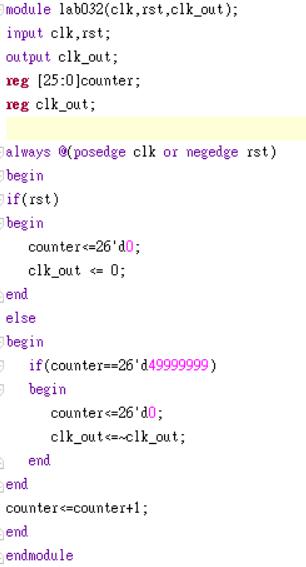 module lab032(clk,rst,clk_out);
input clk,rst;
output clk_out;
reg [25:0]counter;
reg clk_out;
always @(posedge clk or negedge rst)
begin
if(rst)
begin
counter<=26'd0;
clk_out <= 0;
end
else
begin
if(counter==26'd49999999)
begin
counter<=26'd0;
clk_out<=~clk_out;
end
end
counter<=counter+1;
end
endmodule